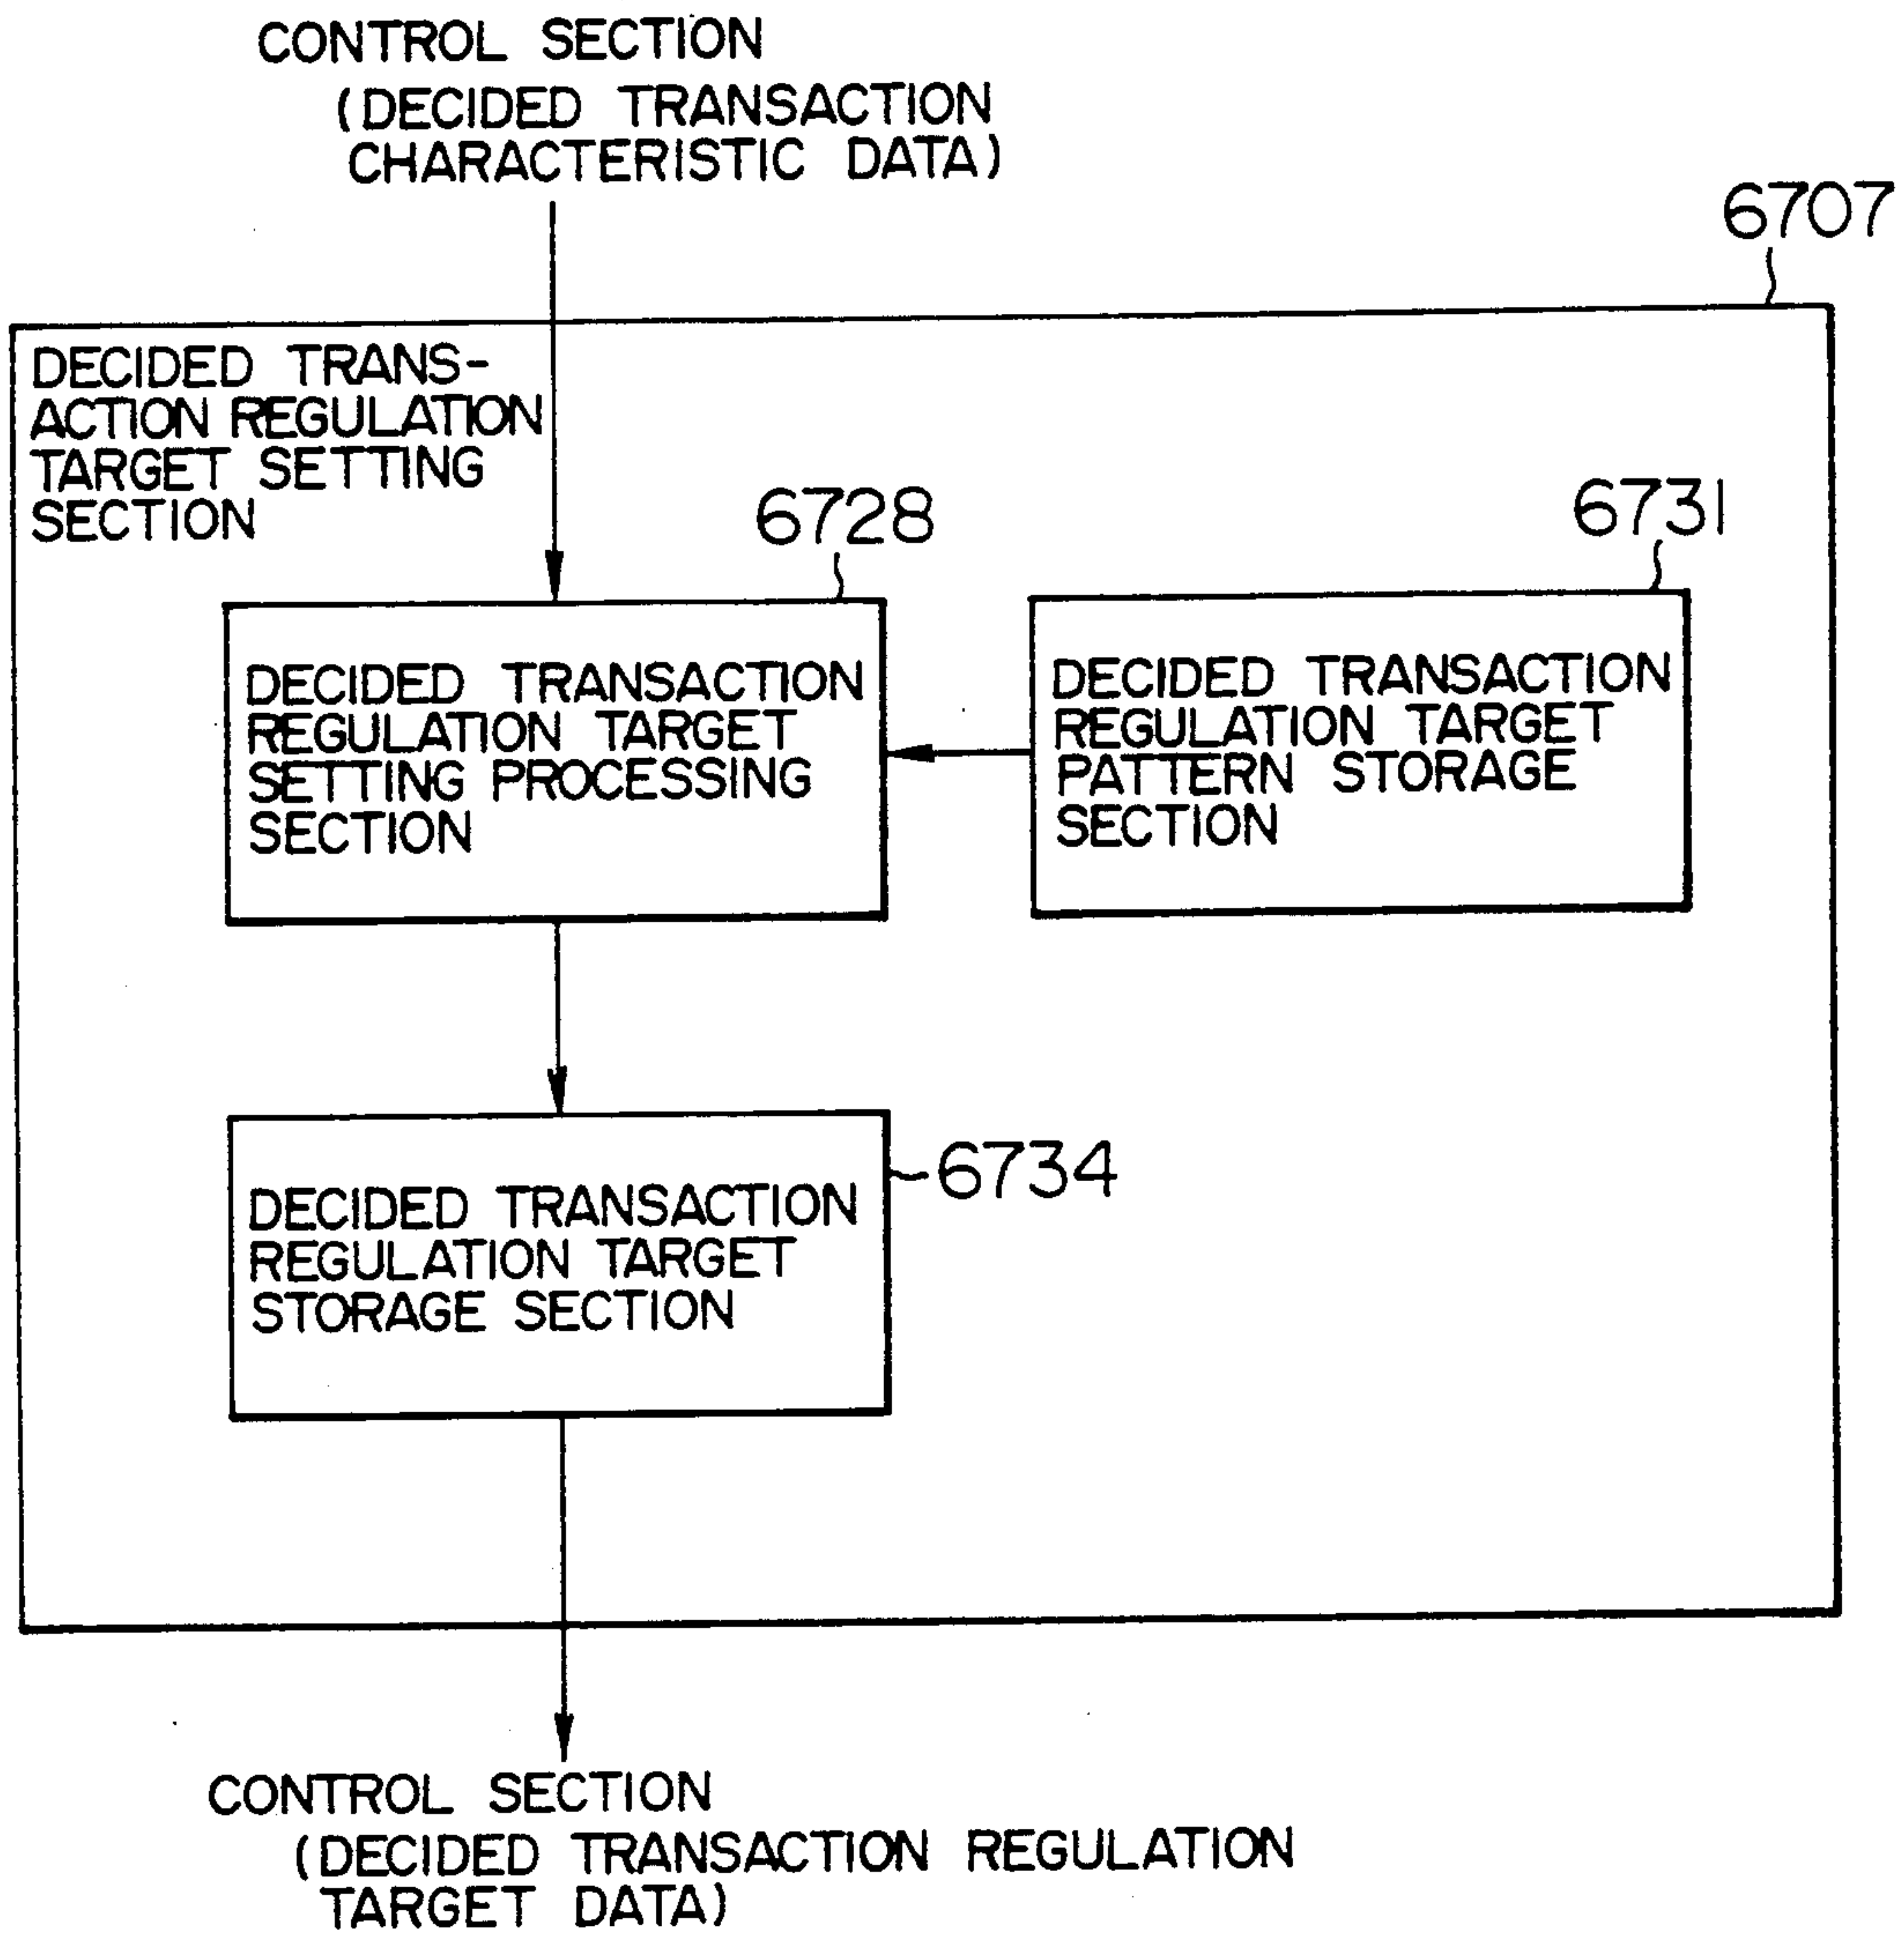 CONTROL SECTION
(DECIDED TRANSACTION
CHARACTERISTIC DATA)
6707
DECIDED TRANS-
ACTION REGULATION
TARGET SETTING
SECTION
6728
6731
DECIDED TRANSACTION
REGULATION TARGET
SETTING PROCESSING
SECTION
DECIDED TRANSACTION
REGULATION TARGET
PATTERN STORAGE
SECTION
6734
DECIDED TRANSACTION
REGULATION TARGET
STORAGE SECTION
CONTROL SECTION
(DECIDED TRANSACTION REGULATION
TARGET DATA)